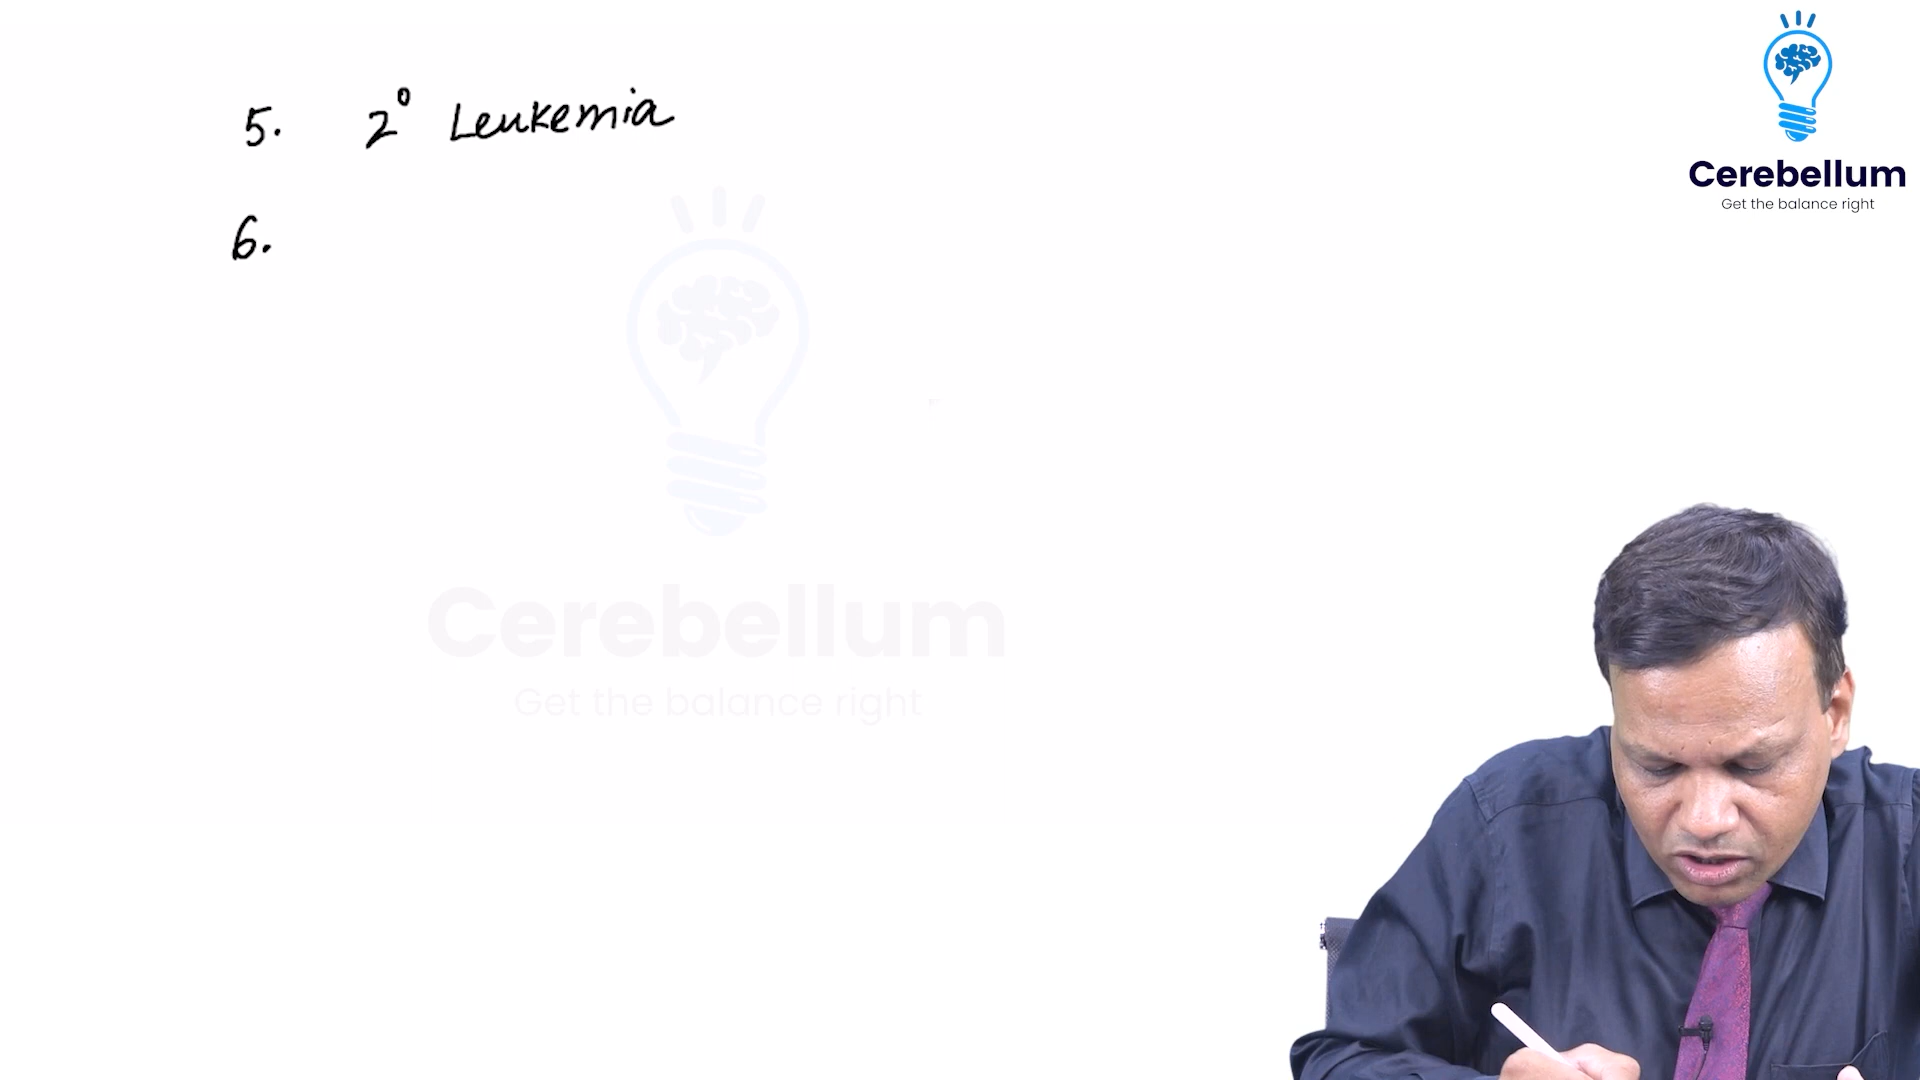 5. 2° Leukemia
6.
Cerebellum
Get the balance right
Cerebellum
Get the balance right